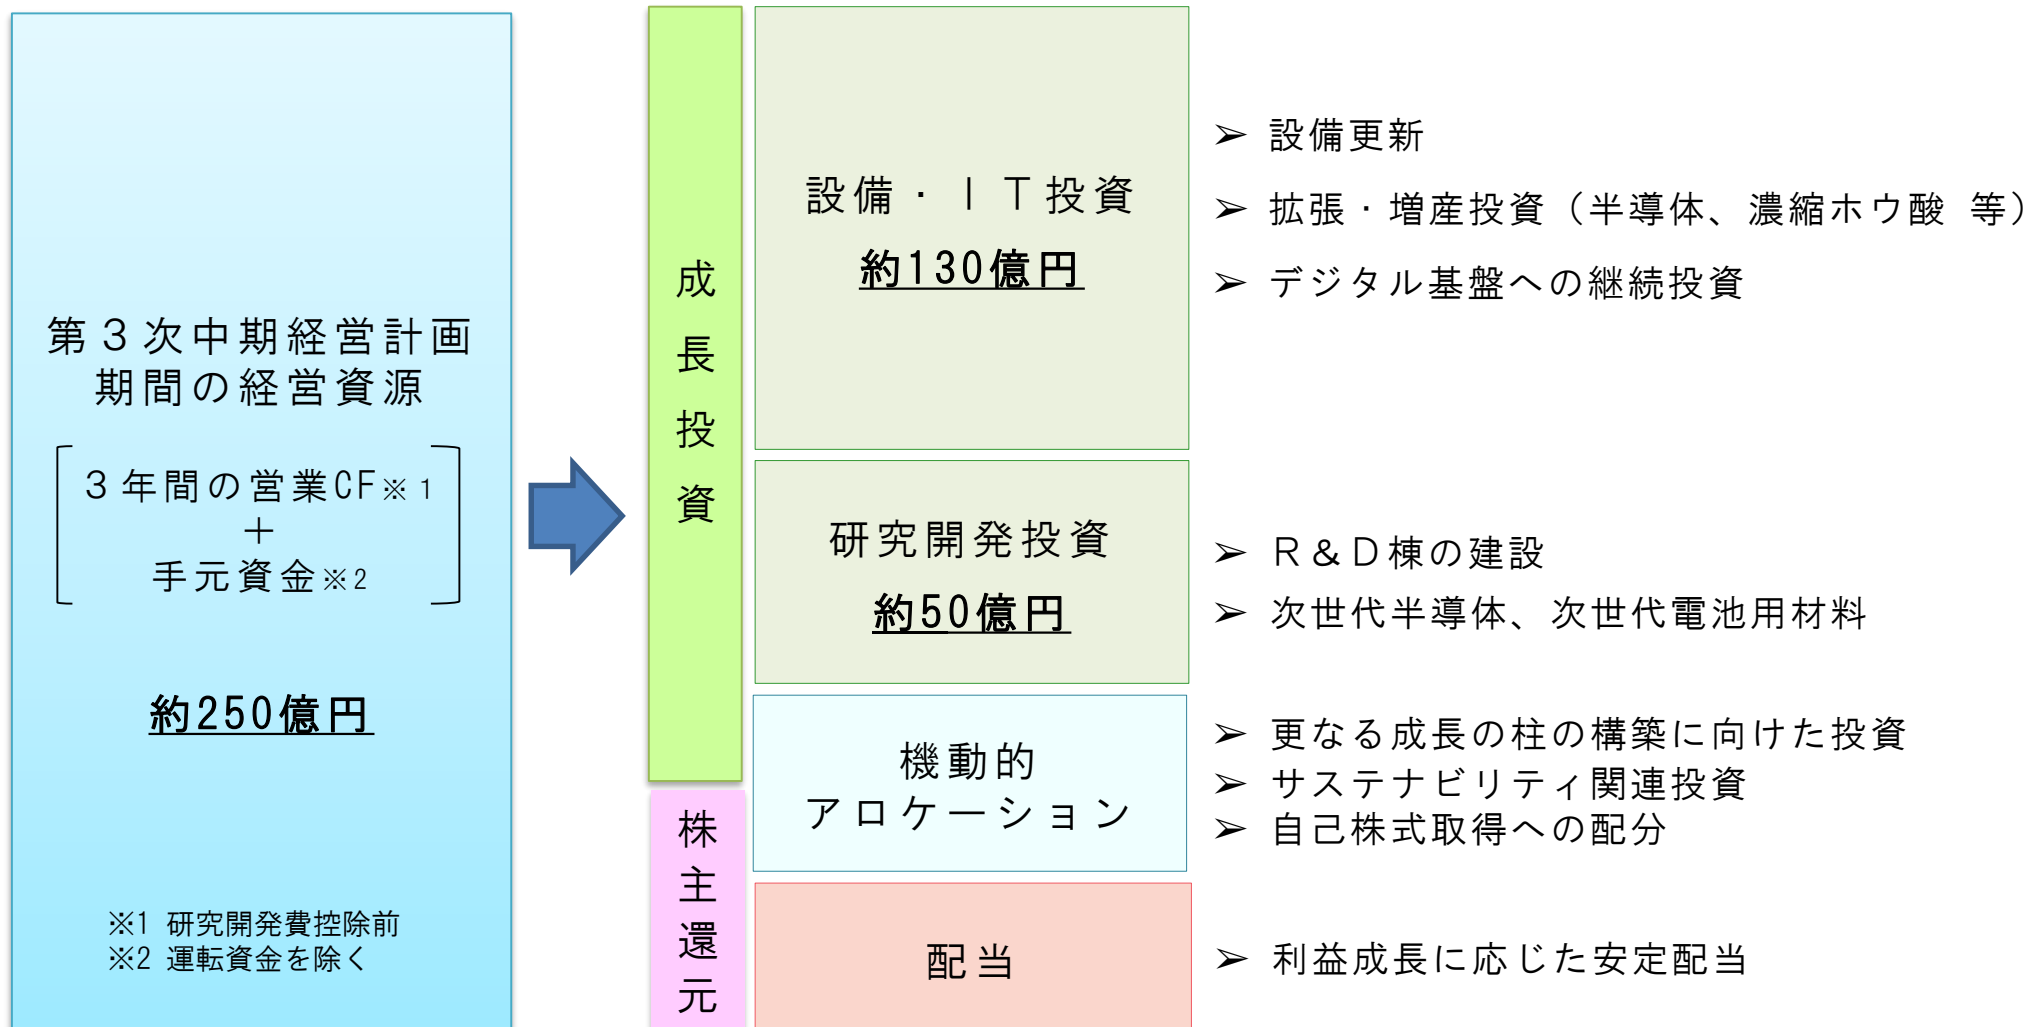 第３次中期経営計画
期間の経営資源
３年間の営業CF※1
＋
手元資金※2
約250億円
※1 研究開発費控除前
※2 運転資金を除く
成長投資
株主還元
設備・ＩＴ投資
約130億円
➢ 設備更新
➢ 拡張・増産投資（半導体、濃縮ホウ酸 等）
➢ デジタル基盤への継続投資
研究開発投資
約50億円
➢ Ｒ＆Ｄ棟の建設
➢ 次世代半導体、次世代電池用材料
機動的
アロケーション
➢ 更なる成長の柱の構築に向けた投資
➢ サステナビリティ関連投資
➢ 自己株式取得への配分
配当
➢ 利益成長に応じた安定配当